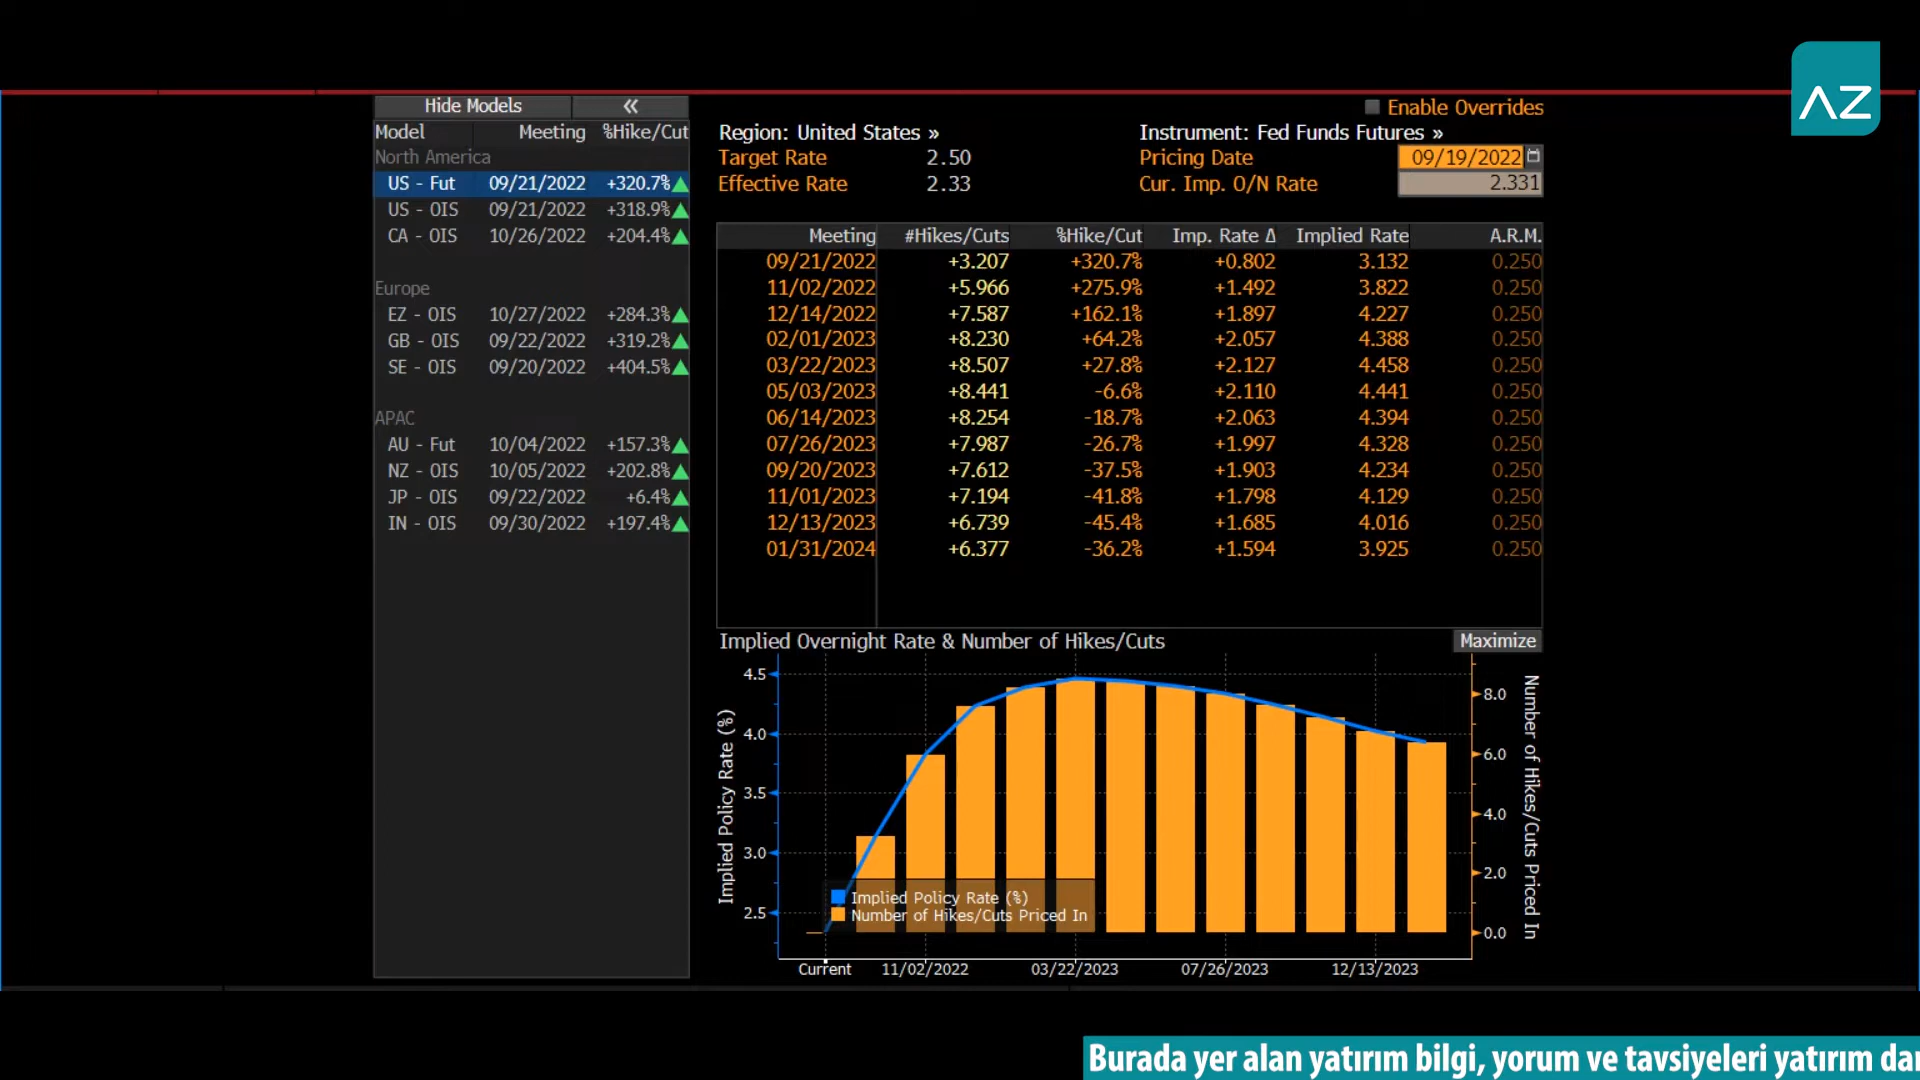 AZ
Hide Models «
Model Meeting %Hike/Cut
North America
US - Fut 09/21/2022 +320.7%
US - OIS 09/21/2022 +318.9%
CA - OIS 10/26/2022 +204.4%
Europe
EZ - OIS 10/27/2022 +284.3%
GB - OIS 09/22/2022 +319.2%
SE - OIS 09/20/2022 +404.5%
APAC
AU - Fut 10/04/2022 +157.3%
NZ - OIS 10/05/2022 +202.8%
JP - OIS 09/22/2022 +6.4%
IN - OIS 09/30/2022 +197.4%
Enable Overrides
Region: United States » Instrument: Fed Funds Futures »
Target Rate 2.50 Pricing Date 09/19/2022
Effective Rate 2.33 Cur. Imp. O/N Rate 2.331
Meeting #Hikes/Cuts %Hike/Cut Imp. Rate Δ Implied Rate A.R.M.
09/21/2022 +3.207 +320.7% +0.802 3.132 0.250
11/02/2022 +5.966 +275.9% +1.492 3.822 0.250
12/14/2022 +7.587 +162.1% +1.897 4.227 0.250
02/01/2023 +8.230 +64.2% +2.057 4.388 0.250
03/22/2023 +8.507 +27.8% +2.127 4.458 0.250
05/03/2023 +8.441 -6.6% +2.110 4.441 0.250
06/14/2023 +8.254 -18.7% +2.063 4.394 0.250
07/26/2023 +7.987 -26.7% +1.997 4.328 0.250
09/20/2023 +7.612 -37.5% +1.903 4.234 0.250
11/01/2023 +7.194 -41.8% +1.798 4.129 0.250
12/13/2023 +6.739 -45.4% +1.685 4.016 0.250
01/31/2024 +6.377 -36.2% +1.594 3.925 0.250
Implied Overnight Rate & Number of Hikes/Cuts Maximize
Implied Policy Rate (%)
4.5
4.0
3.5
3.0
2.5
Implied Policy Rate (%)
Number of Hikes/Cuts Priced In
8.0
6.0
4.0
2.0
0.0
Number of Hikes/Cuts Priced In
Current 11/02/2022 03/22/2023 07/26/2023 12/13/2023
Burada yer alan yatırım bilgi, yorum ve tavsiyeleri yatırım dan